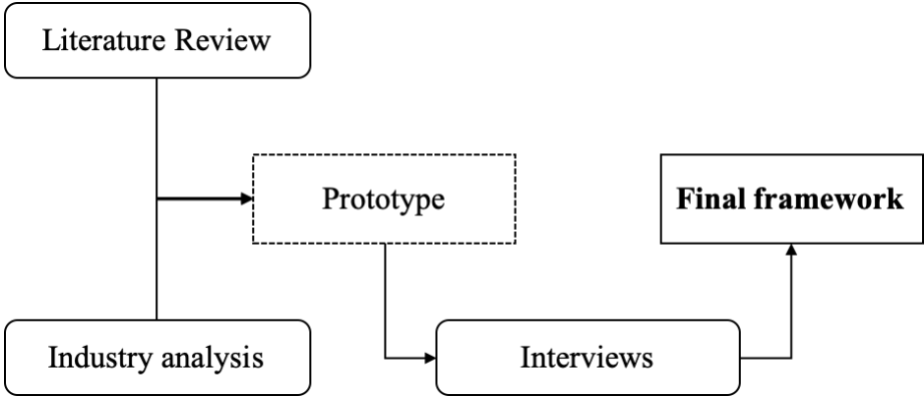 Literature Review
Prototype
Final framework
Industry analysis
Interviews